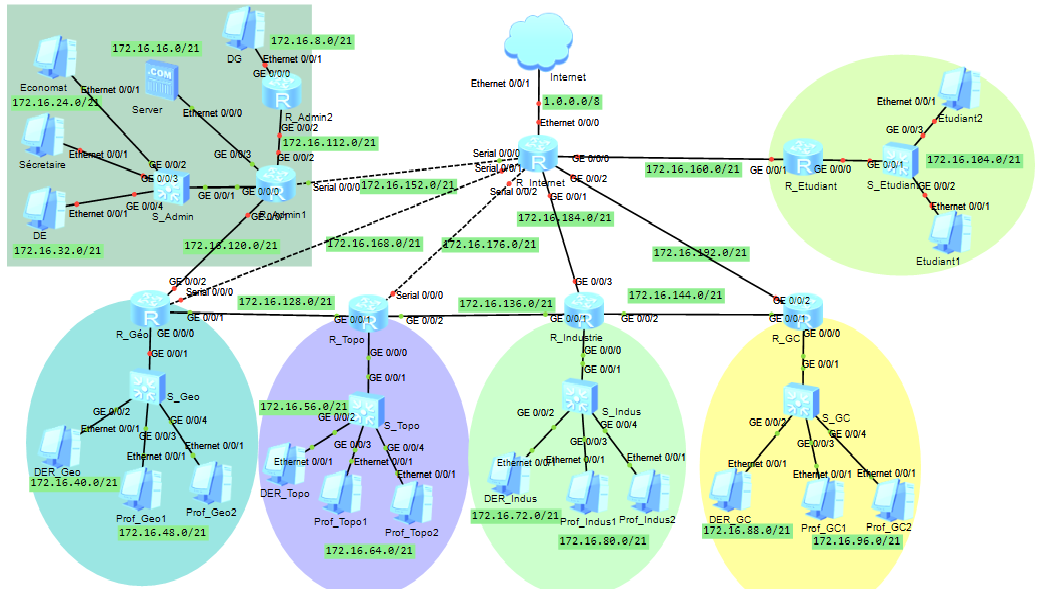 172.16.8.0/21
172.16.16.0/21
DG
Ethernet 0/0/1
GE 0/0/0
Economat
Ethernet 0/0/1
172.16.24.0/21
.COM
Server
Ethernet 0/0/0
R_Admin2
GE 0/0/2
172.16.112.0/21
GE 0/0/3
GE 0/0/2
Sécretaire
Ethernet 0/0/1
GE 0/0/2
GE 0/0/3
GE 0/0/4
S_Admin
GE 0/0/1
GE 0/0/0
R_Admin1
GE 0/0/1
Serial 0/0/0
172.16.152.0/21
DE
Ethernet 0/0/1
172.16.32.0/21
172.16.120.0/21
Internet
Ethernet 0/0/1
1.0.0.0/8
Ethernet 0/0/0
Serial 0/0/0
Serial 0/0/1
Serial 0/0/2
R_Internet
GE 0/0/0
GE 0/0/2
GE 0/0/1
172.16.160.0/21
172.16.184.0/21
172.16.168.0/21
172.16.176.0/21
172.16.192.0/21
GE 0/0/1
R_Etudiant
GE 0/0/0
GE 0/0/1
S_Etudiant
GE 0/0/3
GE 0/0/2
Ethernet 0/0/1
Etudiant2
172.16.104.0/21
Ethernet 0/0/1
Etudiant1
GE 0/0/2
Serial 0/0/0
R_Géo
GE 0/0/1
GE 0/0/0
172.16.128.0/21
Serial 0/0/0
GE 0/0/1
R_Topo
GE 0/0/2
GE 0/0/0
172.16.136.0/21
GE 0/0/3
GE 0/0/1
R_Industrie
GE 0/0/2
GE 0/0/0
172.16.144.0/21
GE 0/0/2
GE 0/0/1
R_GC
GE 0/0/0
GE 0/0/1
S_Geo
GE 0/0/2
GE 0/0/3
GE 0/0/4
Ethernet 0/0/1
Ethernet 0/0/1
Ethernet 0/0/1
DER_Geo
172.16.40.0/21
Prof_Geo1
Prof_Geo2
172.16.48.0/21
GE 0/0/1
172.16.56.0/21
S_Topo
GE 0/0/2
GE 0/0/3
GE 0/0/4
Ethernet 0/0/1
Ethernet 0/0/1
Ethernet 0/0/1
DER_Topo
Prof_Topo1
Prof_Topo2
172.16.64.0/21
GE 0/0/1
S_Indus
GE 0/0/2
GE 0/0/3
GE 0/0/4
Ethernet 0/0/1
Ethernet 0/0/1
Ethernet 0/0/1
DER_Indus
172.16.72.0/21
Prof_Indus1
Prof_Indus2
172.16.80.0/21
GE 0/0/1
S_GC
GE 0/0/2
GE 0/0/3
GE 0/0/4
Ethernet 0/0/1
Ethernet 0/0/1
Ethernet 0/0/1
DER_GC
172.16.88.0/21
Prof_GC1
Prof_GC2
172.16.96.0/21